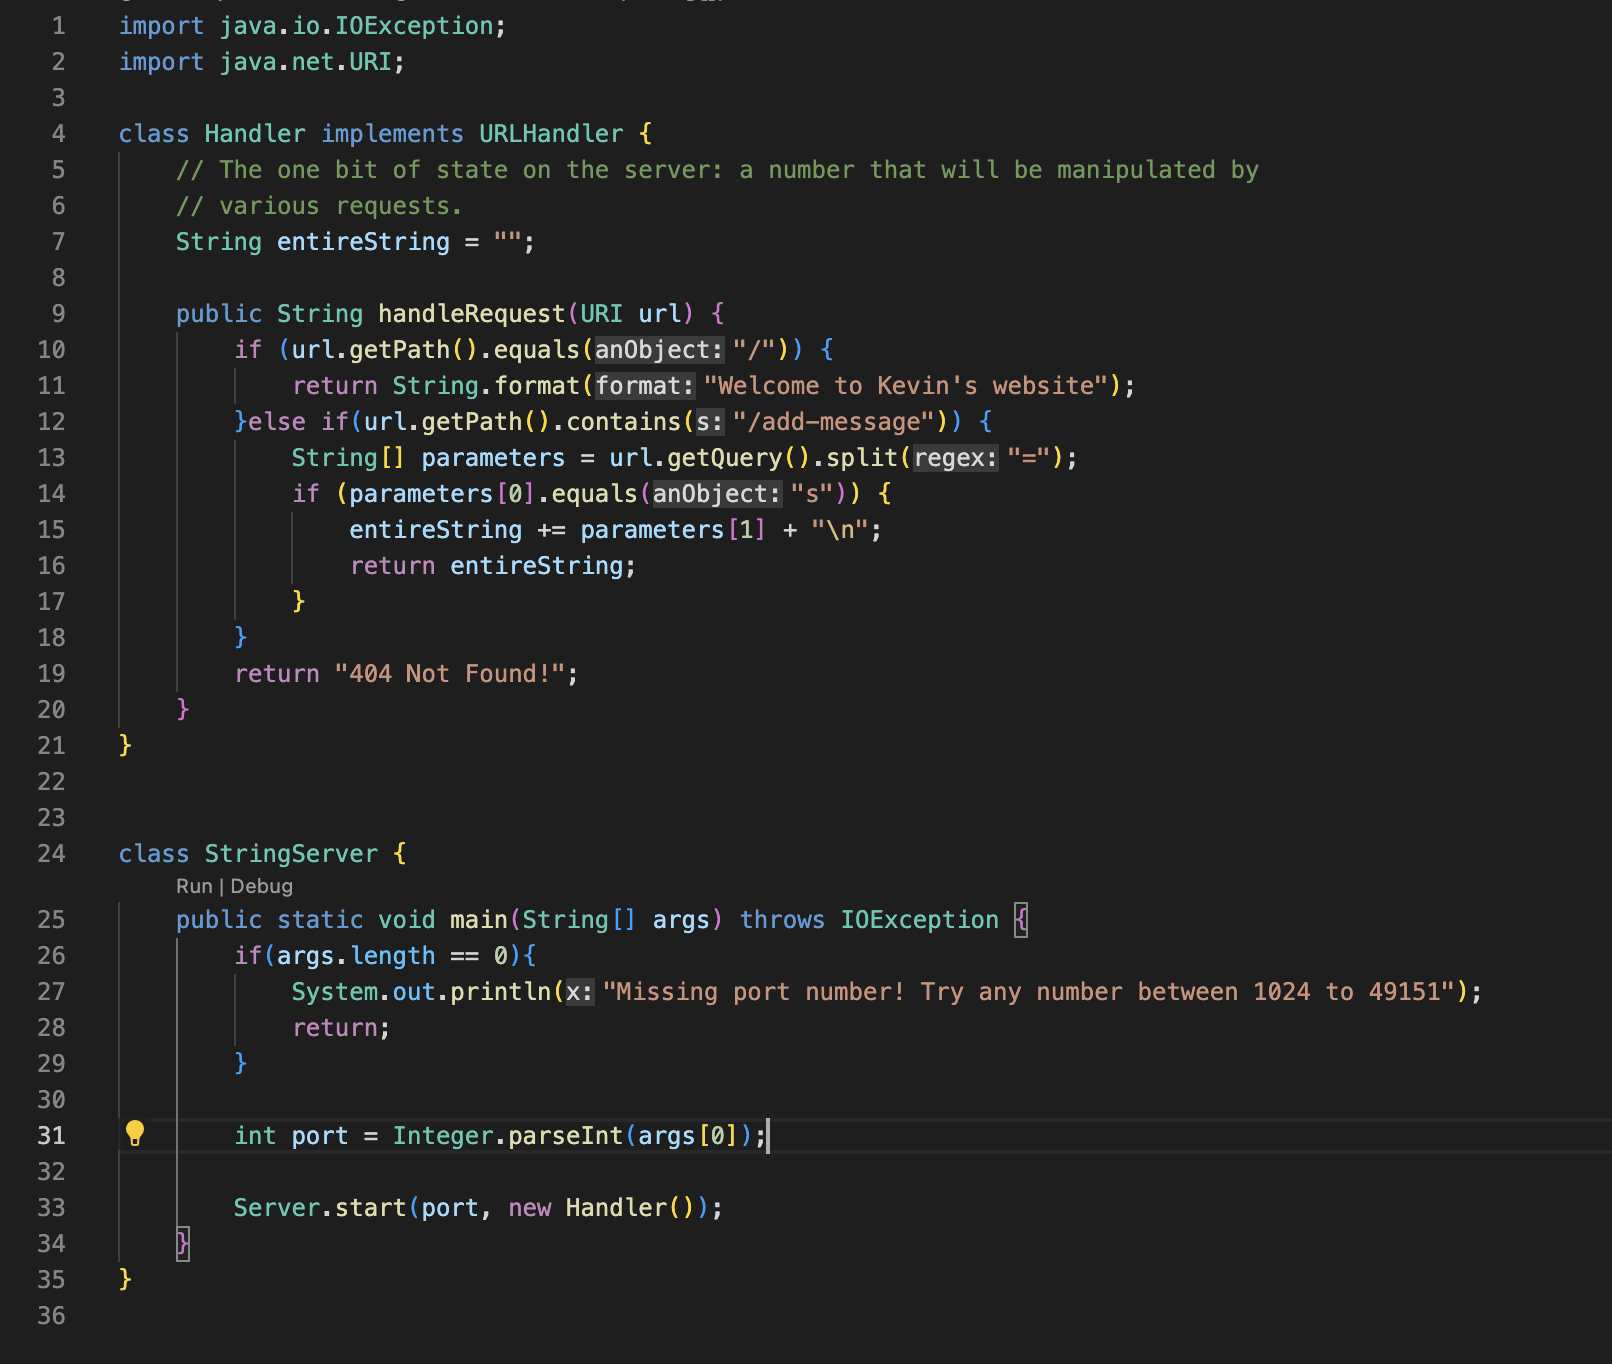 1 import java.io.IOException;
2 import java.net.URI;
3
4 class Handler implements URLHandler {
5     // The one bit of state on the server: a number that will be manipulated by
6     // various requests.
7     String entireString = "";
8
9     public String handleRequest(URI url) {
10         if (url.getPath().equals(anObject: "/")) {
11             return String.format(format: "Welcome to Kevin's website");
12         }else if(url.getPath().contains(s: "/add-message")) {
13             String[] parameters = url.getQuery().split(regex: "=");
14             if (parameters[0].equals(anObject: "s")) {
15                 entireString += parameters[1] + "\n";
16                 return entireString;
17             }
18         }
19         return "404 Not Found!";
20     }
21 }
22
23
24 class StringServer {
Run | Debug
25     public static void main(String[] args) throws IOException {
26         if(args.length == 0){
27             System.out.println(x: "Missing port number! Try any number between 1024 to 49151");
28             return;
29         }
30
31         int port = Integer.parseInt(args[0]);
32
33         Server.start(port, new Handler());
34     }
35 }
36